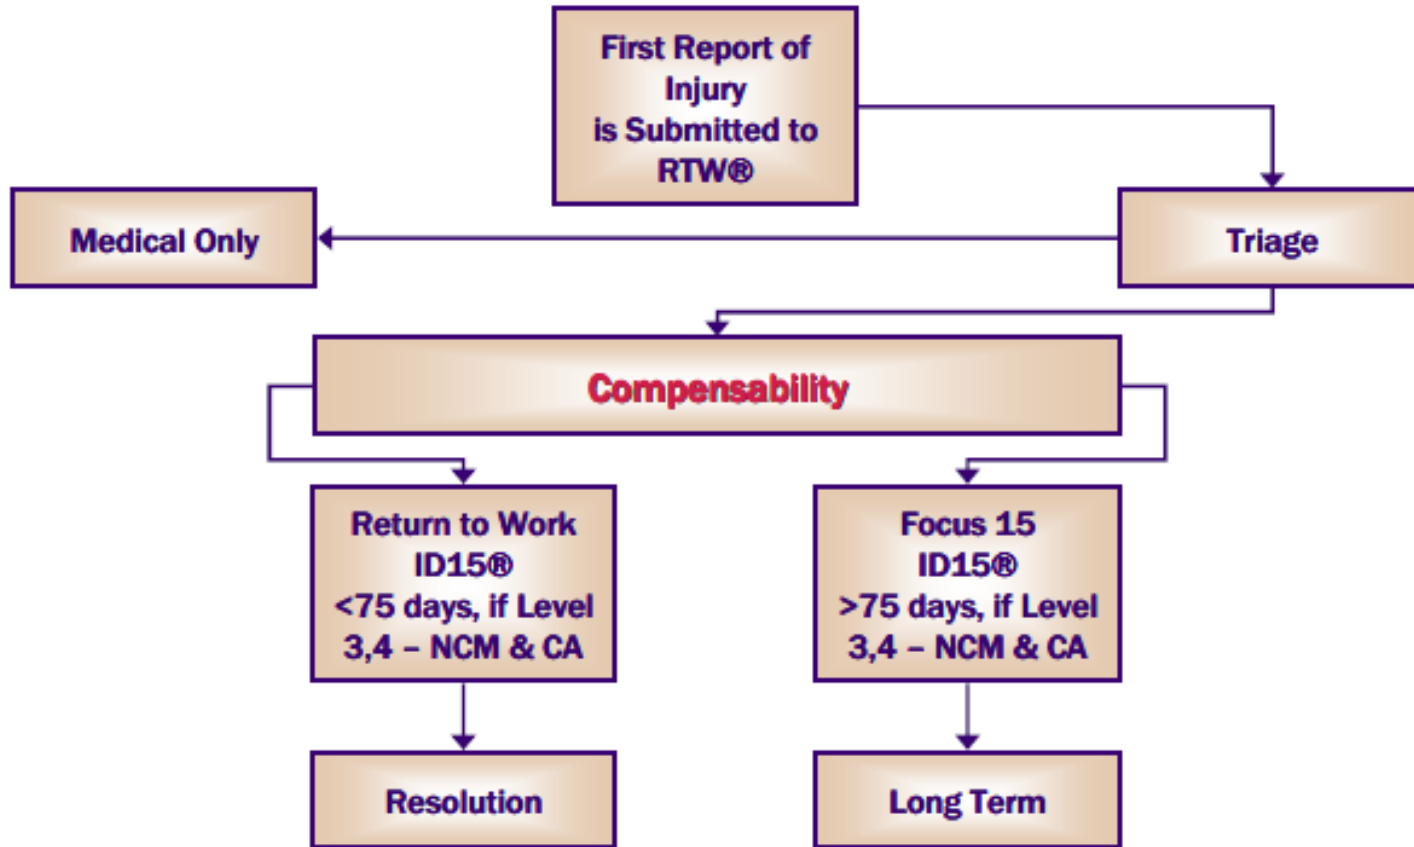 First Report of
Injury
is Submitted to
RTW®
Medical Only
Triage
Compensability
Return to Work
ID15®
<75 days, if Level
3,4 – NCM & CA
Focus 15
ID15®
>75 days, if Level
3,4 – NCM & CA
Resolution
Long Term